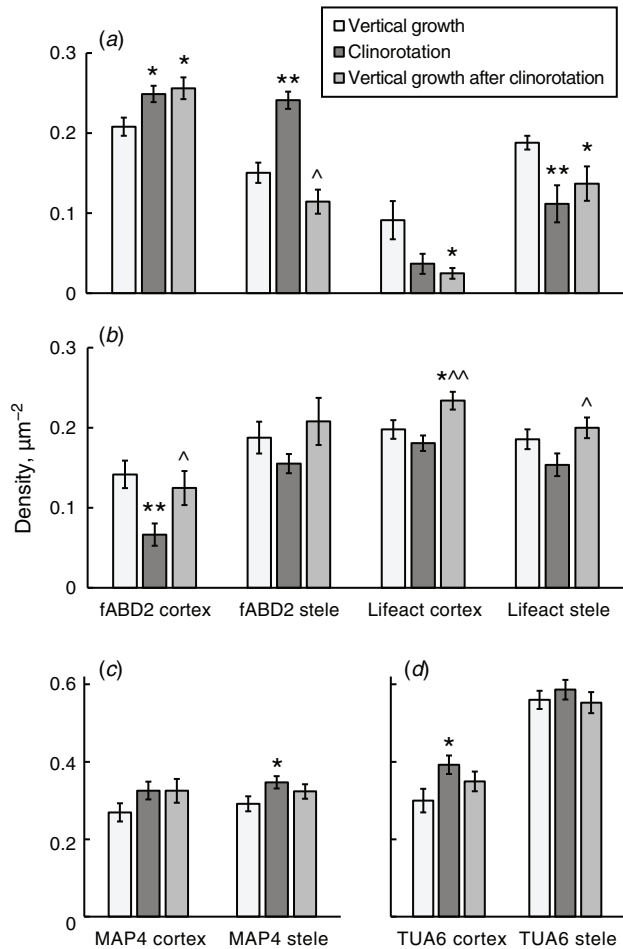 Vertical growth
Clinorotation
Vertical growth after clinorotation
(a)
* * ** ^ * ** *
0.3
0.2
0.1
0
(b)
** ^ *^^ ^
0.3
0.2
0.1
0
Density, µm⁻²
fABD2 cortex fABD2 stele Lifeact cortex Lifeact stele
(c)
*
0.6
0.4
0.2
0
MAP4 cortex MAP4 stele
(d)
*
TUA6 cortex TUA6 stele